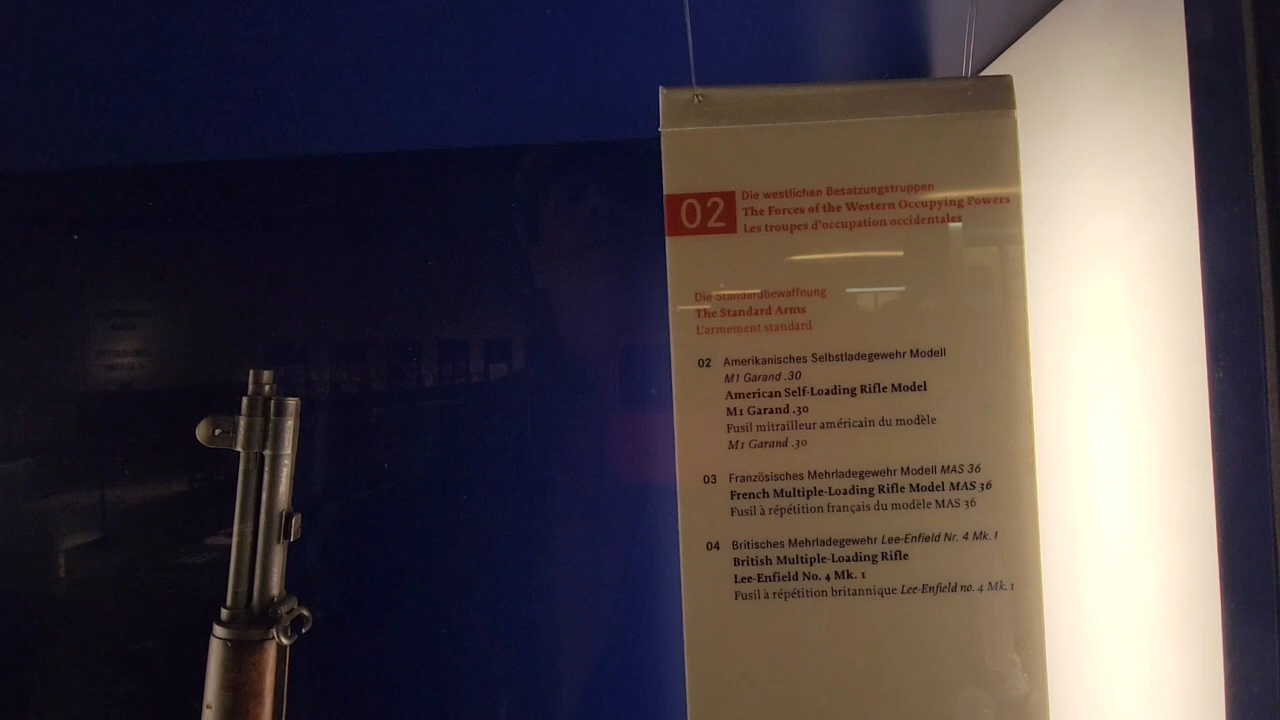 02
Die westlichen Besatzungstruppen
The Forces of the Western Occupying Powers
Les troupes d'occupation occidentales
Die Standardbewaffnung
The Standard Arms
L'armement standard
02 Amerikanisches Selbstladegewehr Modell
M1 Garand .30
American Self-Loading Rifle Model
M1 Garand .30
Fusil mitrailleur américain du modèle
M1 Garand .30
03 Französisches Mehrladegewehr Modell MAS 36
French Multiple-Loading Rifle Model MAS 36
Fusil à répétition français du modèle MAS 36
04 Britisches Mehrladegewehr Lee-Enfield Nr. 4 Mk. 1
British Multiple-Loading Rifle
Lee-Enfield No. 4 Mk. 1
Fusil à répétition britannique Lee-Enfield no. 4 Mk. 1